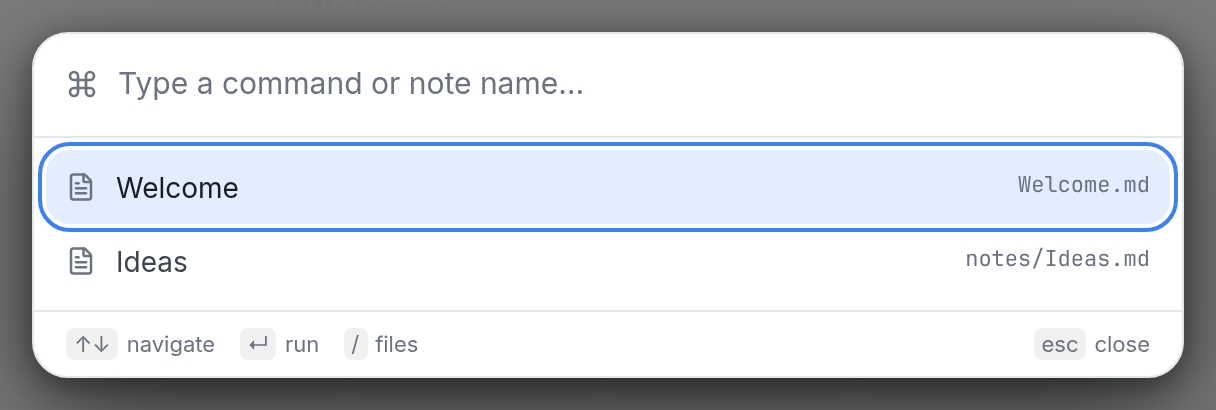 ⌘ Type a command or note name...
Welcome Welcome.md
Ideas notes/Ideas.md
↑↓ navigate ↵ run / files esc close